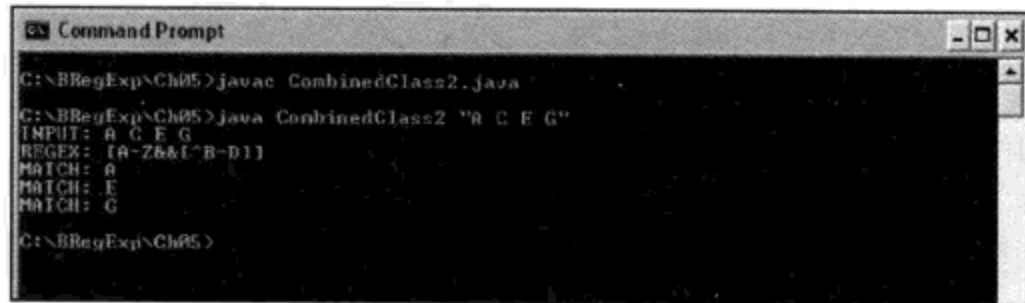 Command Prompt
C:\BRegExp\Ch05>javac CombinedClass2.java
C:\BRegExp\Ch05>java CombinedClass2 "A C E G"
INPUT: A C E G
REGEX: [A-Z&&[^B-D]]
MATCH: A
MATCH: E
MATCH: G
C:\BRegExp\Ch05>